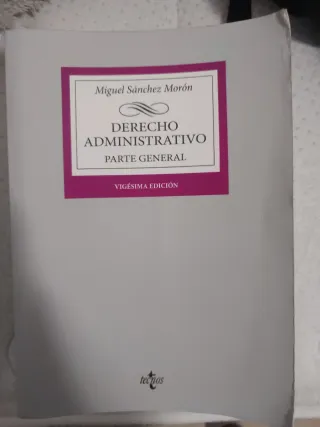 Miguel Sánchez Morón
DERECHO
ADMINISTRATIVO
PARTE GENERAL
VIGÉSIMA EDICIÓN
tecnos